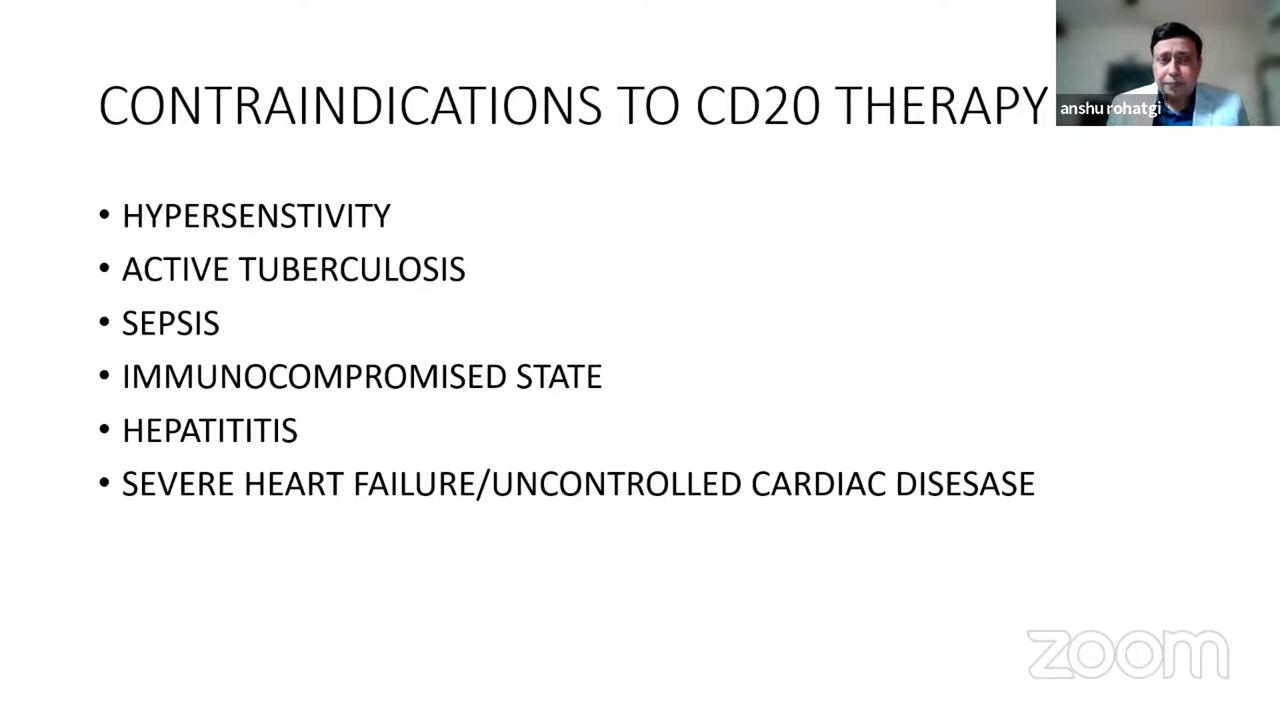 CONTRAINDICATIONS TO CD20 THERAPY
anshu rohatgi
• HYPERSENSTIVITY
• ACTIVE TUBERCULOSIS
• SEPSIS
• IMMUNOCOMPROMISED STATE
• HEPATITITIS
• SEVERE HEART FAILURE/UNCONTROLLED CARDIAC DISESASE
zoom